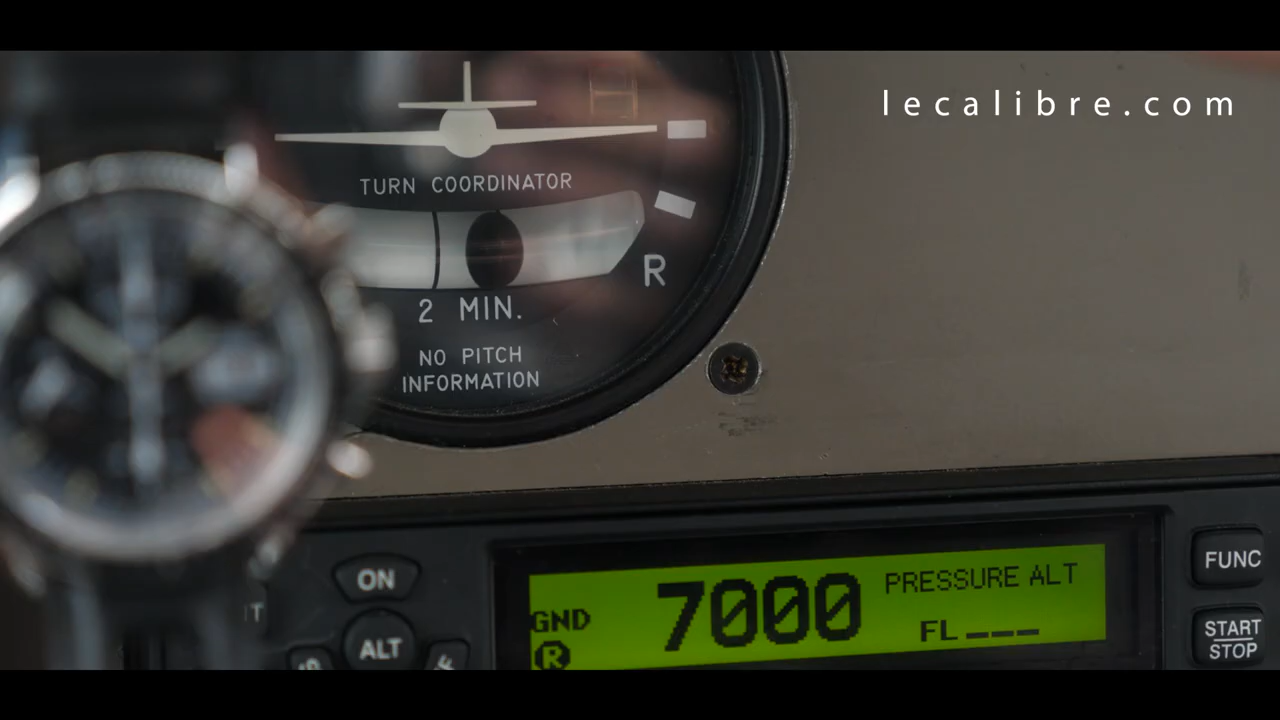 lecalibre.com
TURN COORDINATOR
R
2 MIN.
NO PITCH
INFORMATION
ON
ALT
GND
R
7000
PRESSURE ALT
FL ___
FUNC
START
STOP